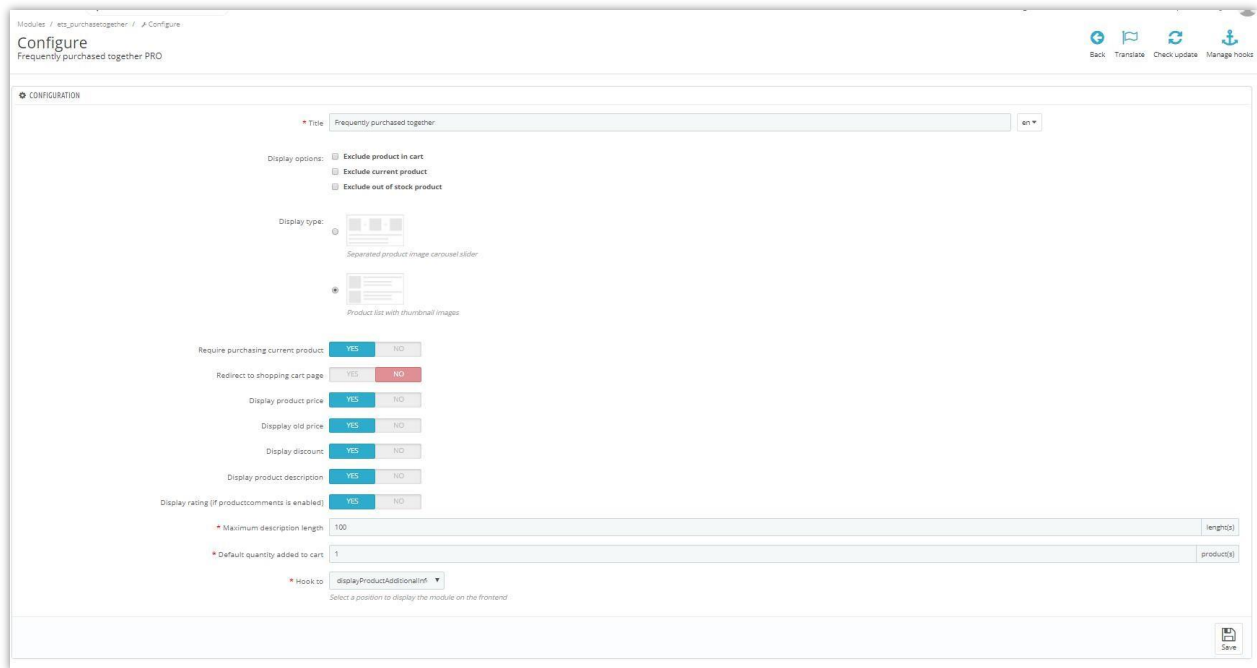 Modules / ets_purchasetogether / Configure
Configure
Frequently purchased together PRO
Back Translate Check update Manage hooks
CONFIGURATION
* Title Frequently purchased together en
Display options: Exclude product in cart
Exclude current product
Exclude out of stock product
Display type:
Separated product image carousel slider
Product list with thumbnail images
Require purchasing current product YES NO
Redirect to shopping cart page YES NO
Display product price YES NO
Dispplay old price YES NO
Display discount YES NO
Display product description YES NO
Display rating (if productcomments is enabled) YES NO
* Maximum description length 100 lenght(s)
* Default quantity added to cart 1 product(s)
* Hook to displayProductAdditionalInf
Select a position to display the module on the frontend
Save